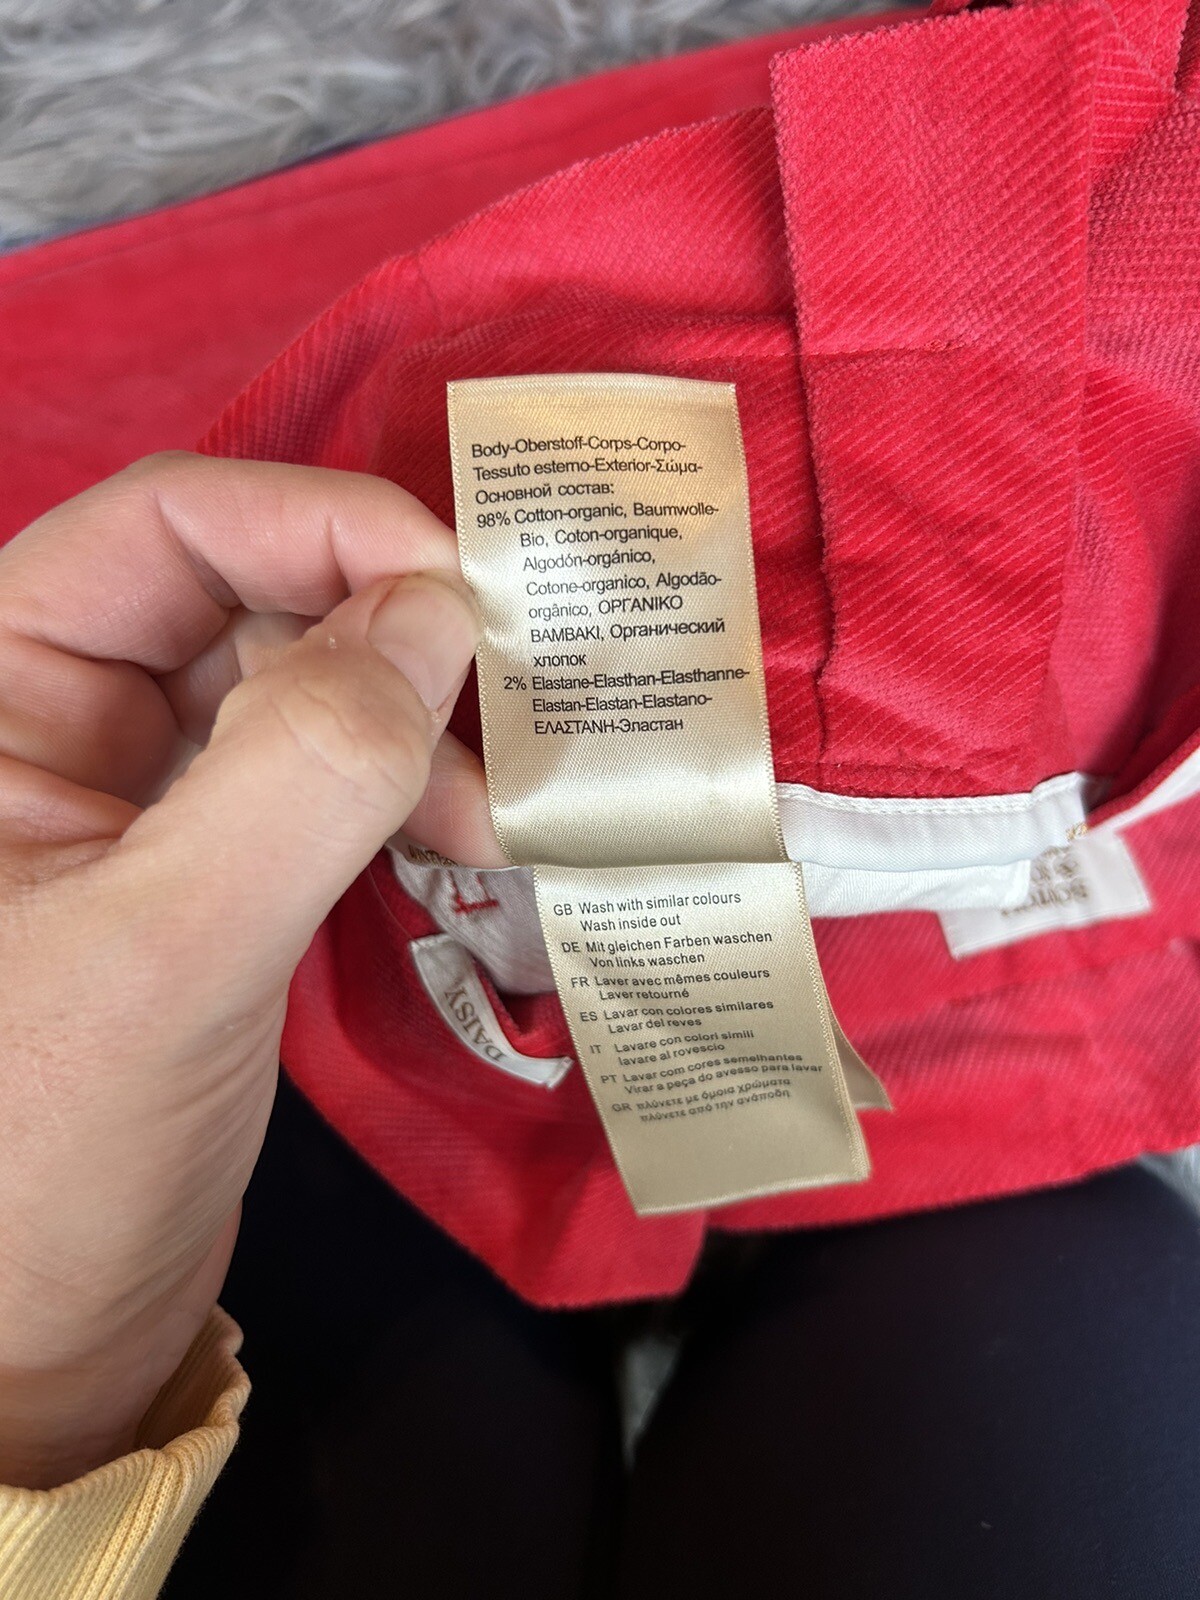 Body-Oberstoff-Corps-Corpo-
Tessuto esterno-Exterior-Σώμα-
Основной состав:
98% Cotton-organic, Baumwolle-
Bio, Coton-organique,
Algodón-orgánico,
Cotone-organico, Algodão-
orgânico, ΟΡΓΑΝΙΚΟ
ΒΑΜΒΑΚΙ, Органический
хлопок
2% Elastane-Elasthan-Elasthanne-
Elastan-Elastan-Elastano-
ΕΛΑΣΤΑΝΗ-Эластан
GB Wash with similar colours
Wash inside out
DE Mit gleichen Farben waschen
Von links waschen
FR Laver avec mêmes couleurs
Laver retourné
ES Lavar con colores similares
Lavar del reves
IT Lavare con colori simili
lavare al rovescio
PT Lavar com cores semelhantes
Virar a peça do avesso para lavar
GR πλύνετε με όμοια χρώματα
πλύνετε από την ανάποδη
DAISY